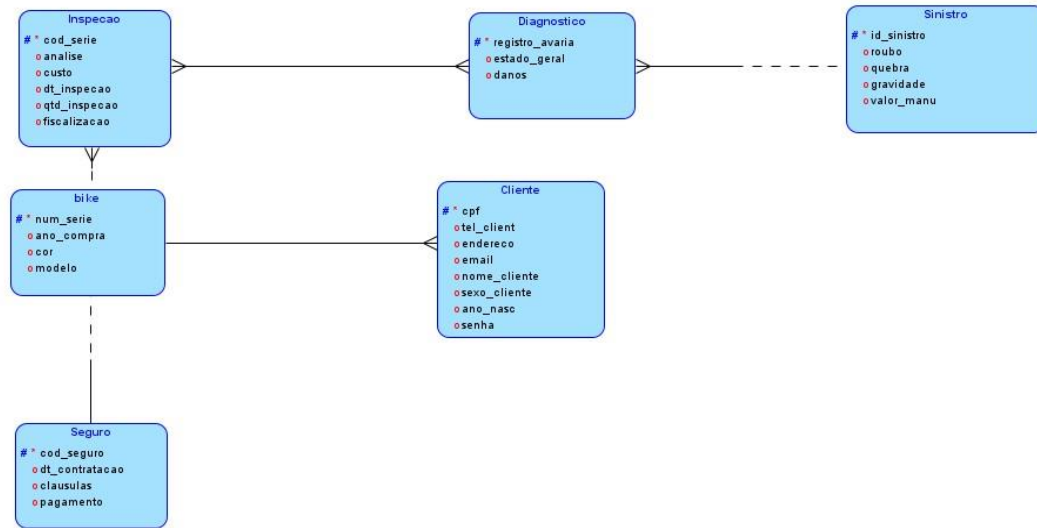 Inspecao
# * cod_serie
o analise
o custo
o dt_inspecao
o qtd_inspecao
o fiscalizacao
Diagnostico
# * registro_avaria
o estado_geral
o danos
Sinistro
# * id_sinistro
o roubo
o quebra
o gravidade
o valor_manu
bike
# * num_serie
o ano_compra
o cor
o modelo
Cliente
# * cpf
o tel_client
o endereco
o email
o nome_cliente
o sexo_cliente
o ano_nasc
o senha
Seguro
# * cod_seguro
o dt_contratacao
o clausulas
o pagamento